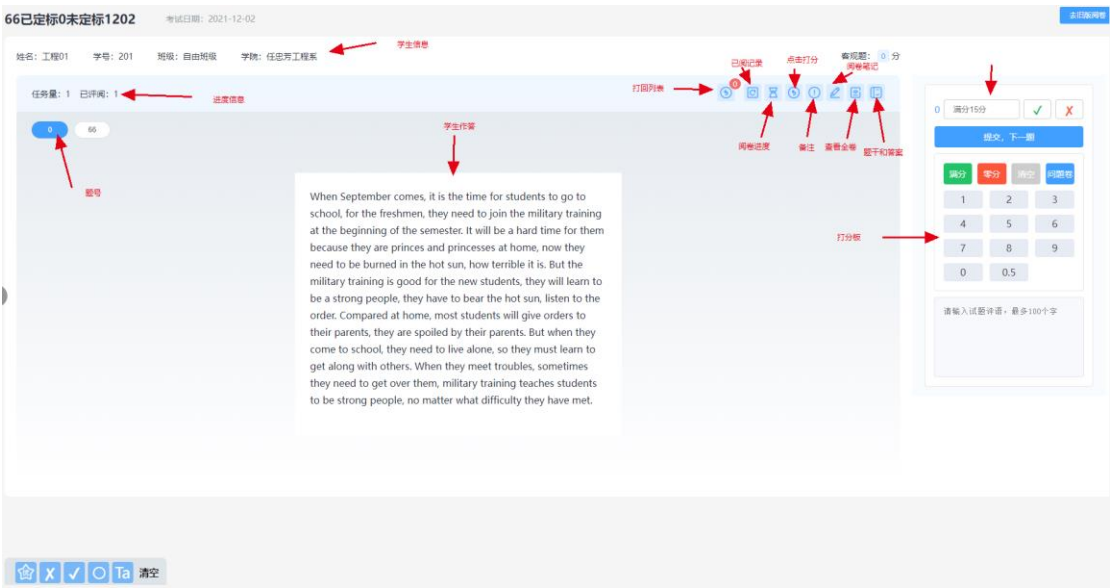 66已定标0未定标1202 考试日期: 2021-12-02
去旧版阅卷
姓名: 工程01 学号: 201 班级: 自由班级 学院: 任忠芳工程系
学生信息
客观题: 0 分
已阅记录
点击打分
阅卷笔记
任务量: 1 已评阅: 1
进度信息
打回列表
0
阅卷进度
备注
查看全卷
题干和答案
0 满分15分 ✓ X
提交, 下一题
0 66
题号
学生作答
满分 零分 清空 问题卷
1 2 3
4 5 6
7 8 9
0 0.5
打分板
请输入试题评语, 最多100个字
When September comes, it is the time for students to go to
school, for the freshmen, they need to join the military training
at the beginning of the semester. It will be a hard time for them
because they are princes and princesses at home, now they
need to be burned in the hot sun, how terrible it is. But the
military training is good for the new students, they will learn to
be a strong people, they have to bear the hot sun, listen to the
order. Compared at home, most students will give orders to
their parents, they are spoiled by their parents. But when they
come to school, they need to live alone, so they must learn to
get along with others. When they meet troubles, sometimes
they need to get over them, military training teaches students
to be strong people, no matter what difficulty they have met.
X ✓ Ta 清空